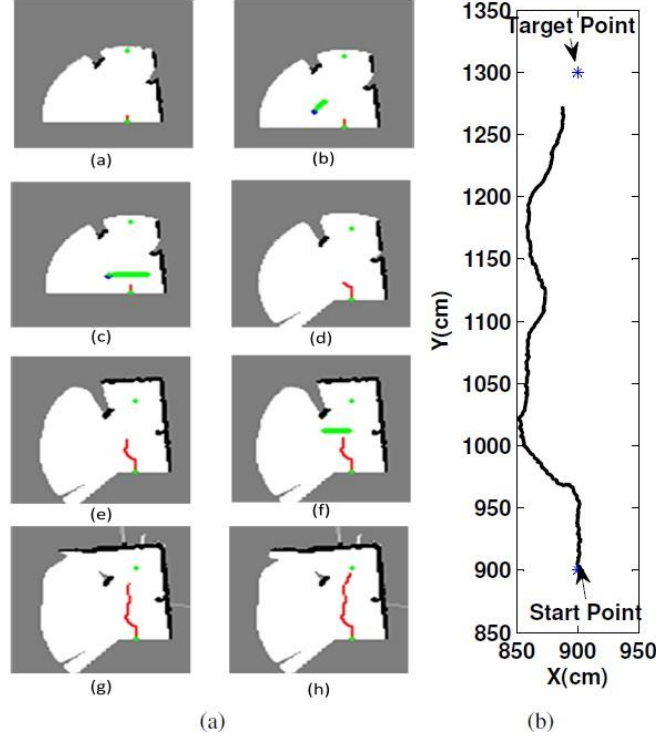 (a)
(b)
(c)
(d)
(e)
(f)
(g)
(h)
(a)
1350
Target Point
1300
1250
1200
1150
Y(cm)
1100
1050
1000
950
900
Start Point
850
850 900 950
X(cm)
(b)